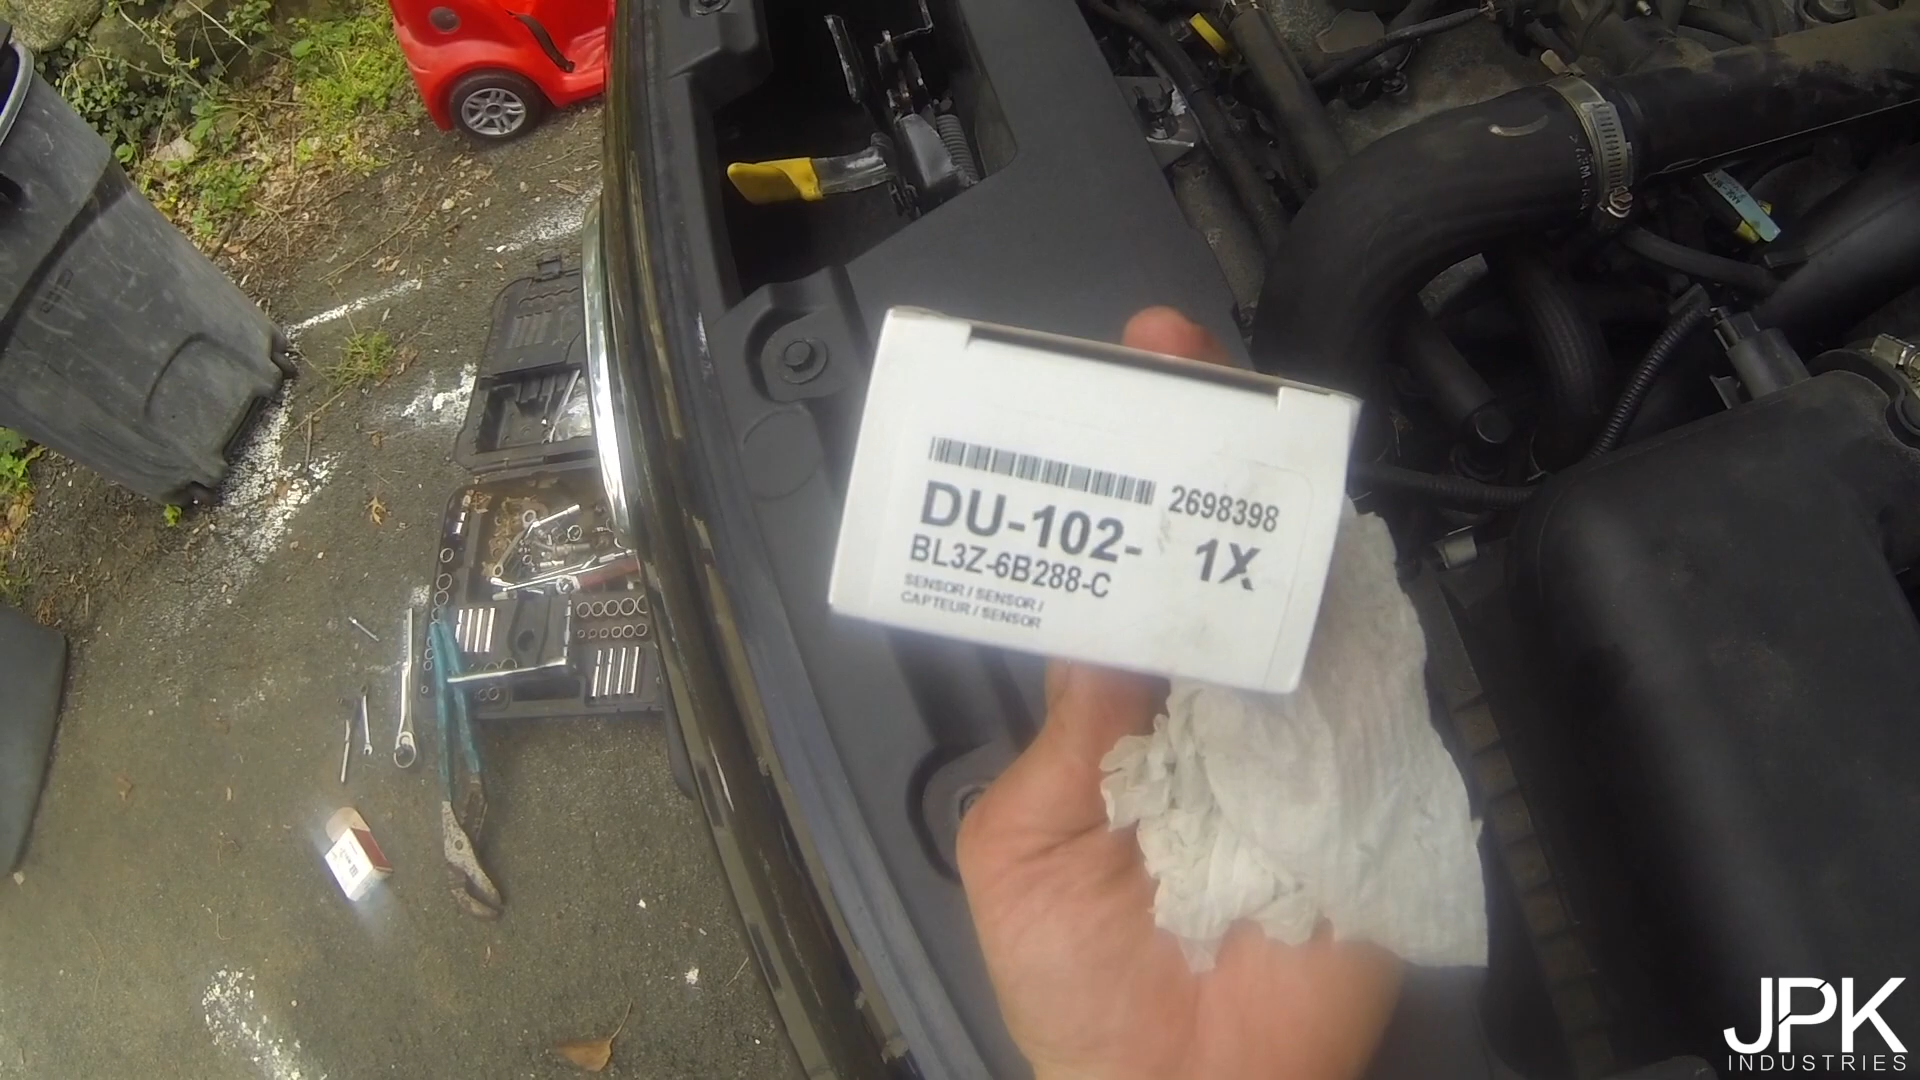 2698398
DU-102-
1X
BL3Z-6B288-C
SENSOR / SENSOR /
CAPTEUR / SENSOR
JPK
INDUSTRIES